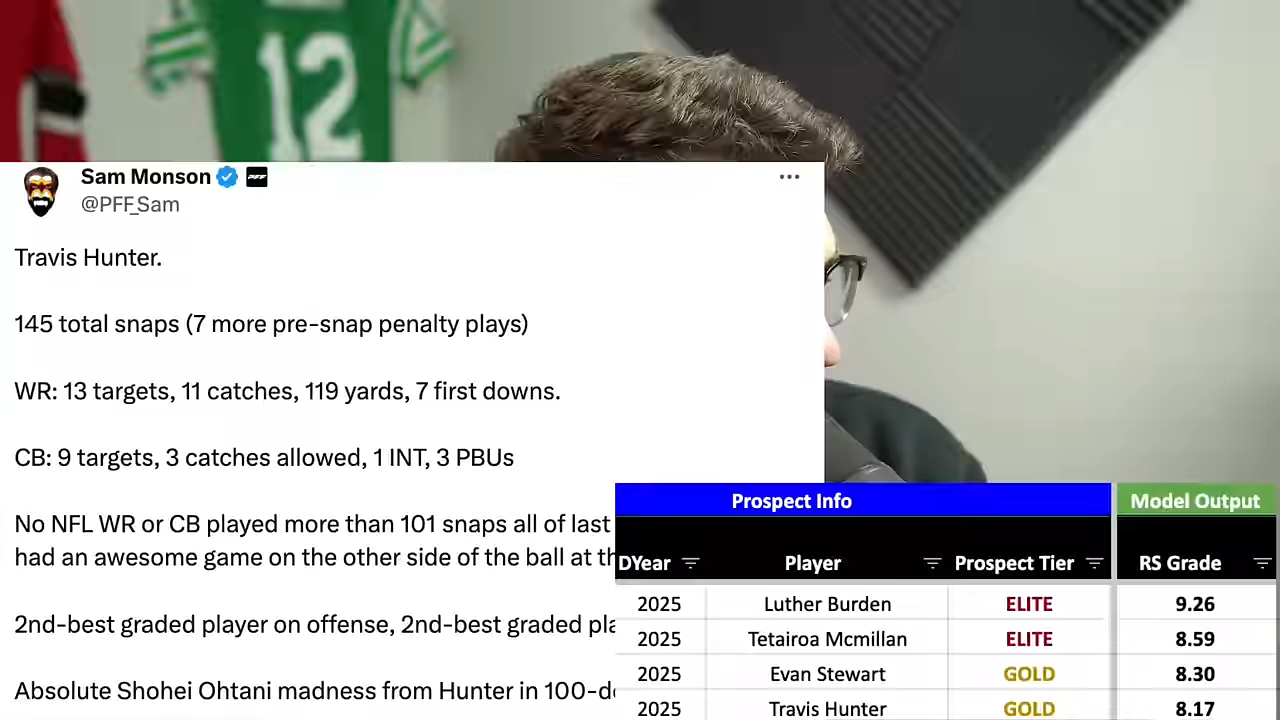 12
Sam Monson PFF
@PFF_Sam
Travis Hunter.
145 total snaps (7 more pre-snap penalty plays)
WR: 13 targets, 11 catches, 119 yards, 7 first downs.
CB: 9 targets, 3 catches allowed, 1 INT, 3 PBUs
No NFL WR or CB played more than 101 snaps all of last
had an awesome game on the other side of the ball at
2nd-best graded player on offense, 2nd-best graded
Absolute Shohei Ohtani madness from Hunter in
Prospect Info Model Output
DYear Player Prospect Tier RS Grade
2025 Luther Burden ELITE 9.26
2025 Tetairoa Mcmillan ELITE 8.59
2025 Evan Stewart GOLD 8.30
2025 Travis Hunter GOLD 8.17